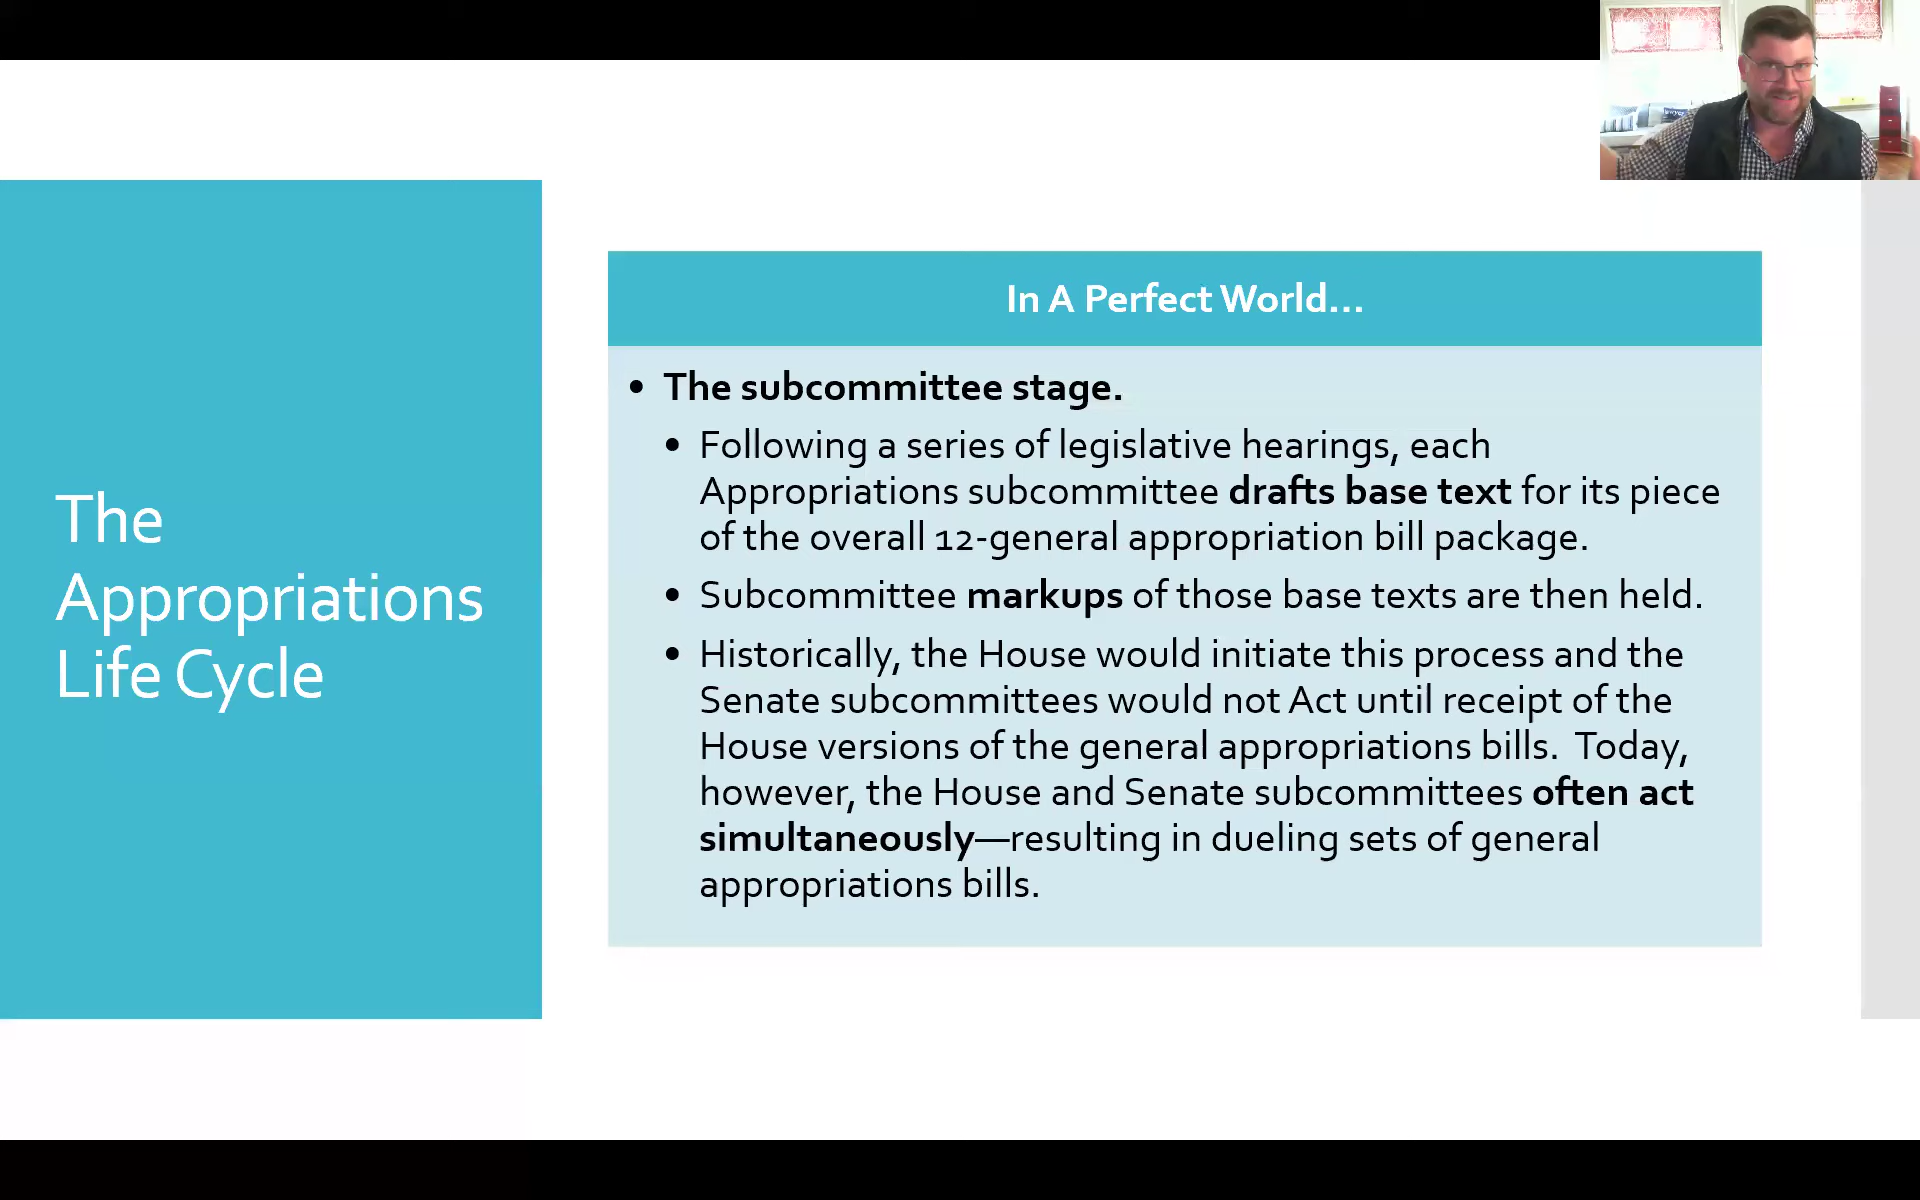 The
Appropriations
Life Cycle
In A Perfect World...
• The subcommittee stage.
• Following a series of legislative hearings, each
Appropriations subcommittee drafts base text for its piece
of the overall 12-general appropriation bill package.
• Subcommittee markups of those base texts are then held.
• Historically, the House would initiate this process and the
Senate subcommittees would not Act until receipt of the
House versions of the general appropriations bills. Today,
however, the House and Senate subcommittees often act
simultaneously—resulting in dueling sets of general
appropriations bills.